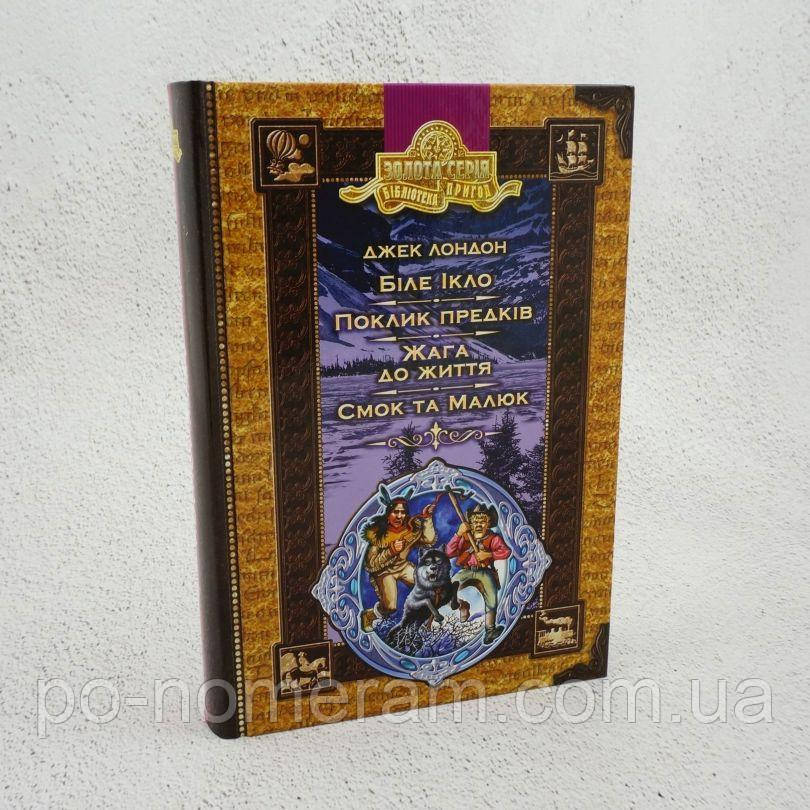 ЗОЛОТА СЕРІЯ
БІБЛІОТЕКА ПРИГОД
ДЖЕК ЛОНДОН
БІЛЕ ІКЛО
ПОКЛИК ПРЕДКІВ
ЖАГА
ДО ЖИТТЯ
СМОК ТА МАЛЮК
po-nomeram.com.ua